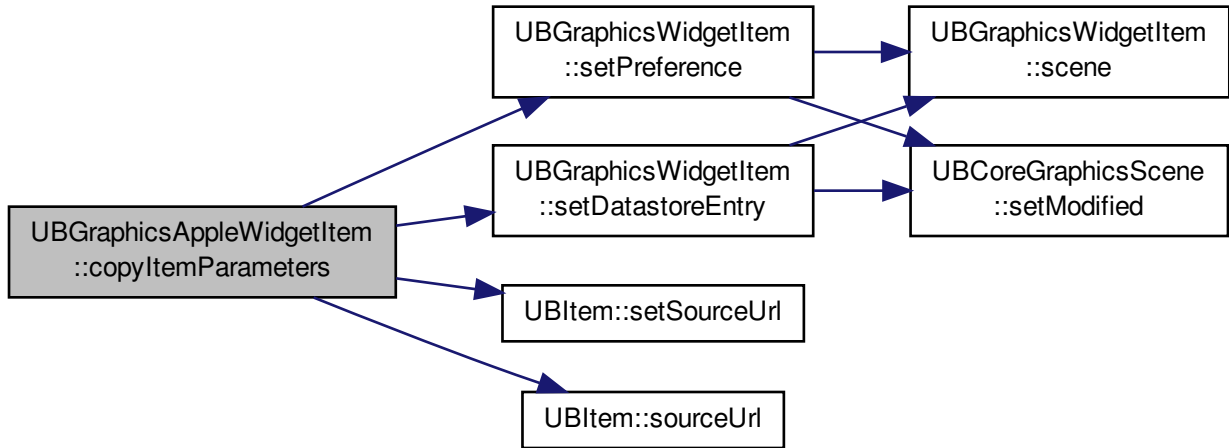 UBGraphicsAppleWidgetItem
::copyItemParameters
UBGraphicsWidgetItem
::setPreference
UBGraphicsWidgetItem
::setDatastoreEntry
UBItem::setSourceUrl
UBItem::sourceUrl
UBGraphicsWidgetItem
::scene
UBCoreGraphicsScene
::setModified